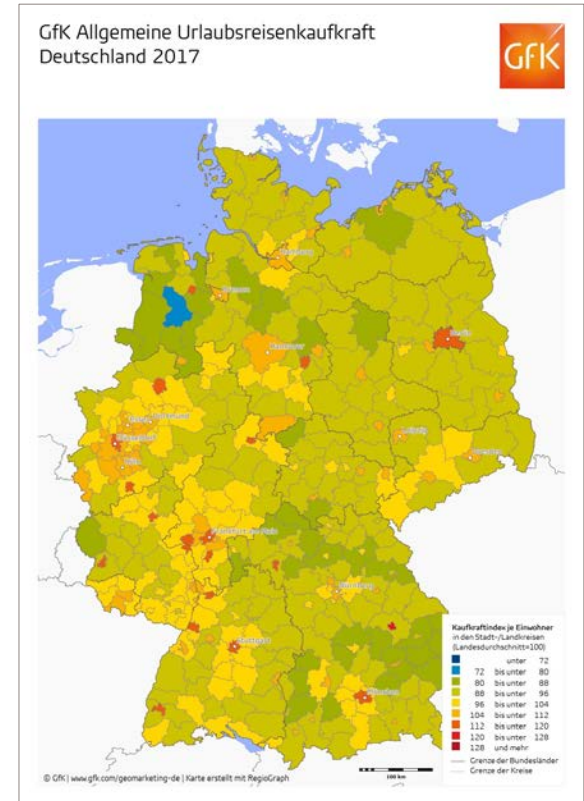 GfK Allgemeine Urlaubsreisenkaufkraft
Deutschland 2017
GfK
Hamburg
Bremen
Berlin
Hannover
Essen Dortmund
Düsseldorf
Köln
Leipzig
Dresden
Frankfurt am Main
Nürnberg
Stuttgart
München
Kaufkraftindex je Einwohner
in den Stadt-/Landkreisen
(Landesdurchschnitt=100)
unter 72
72 bis unter 80
80 bis unter 88
88 bis unter 96
96 bis unter 104
104 bis unter 112
112 bis unter 120
120 bis unter 128
128 und mehr
Grenze der Bundesländer
Grenze der Kreise
100 km
© GfK | www.gfk.com/geomarketing-de | Karte erstellt mit RegioGraph